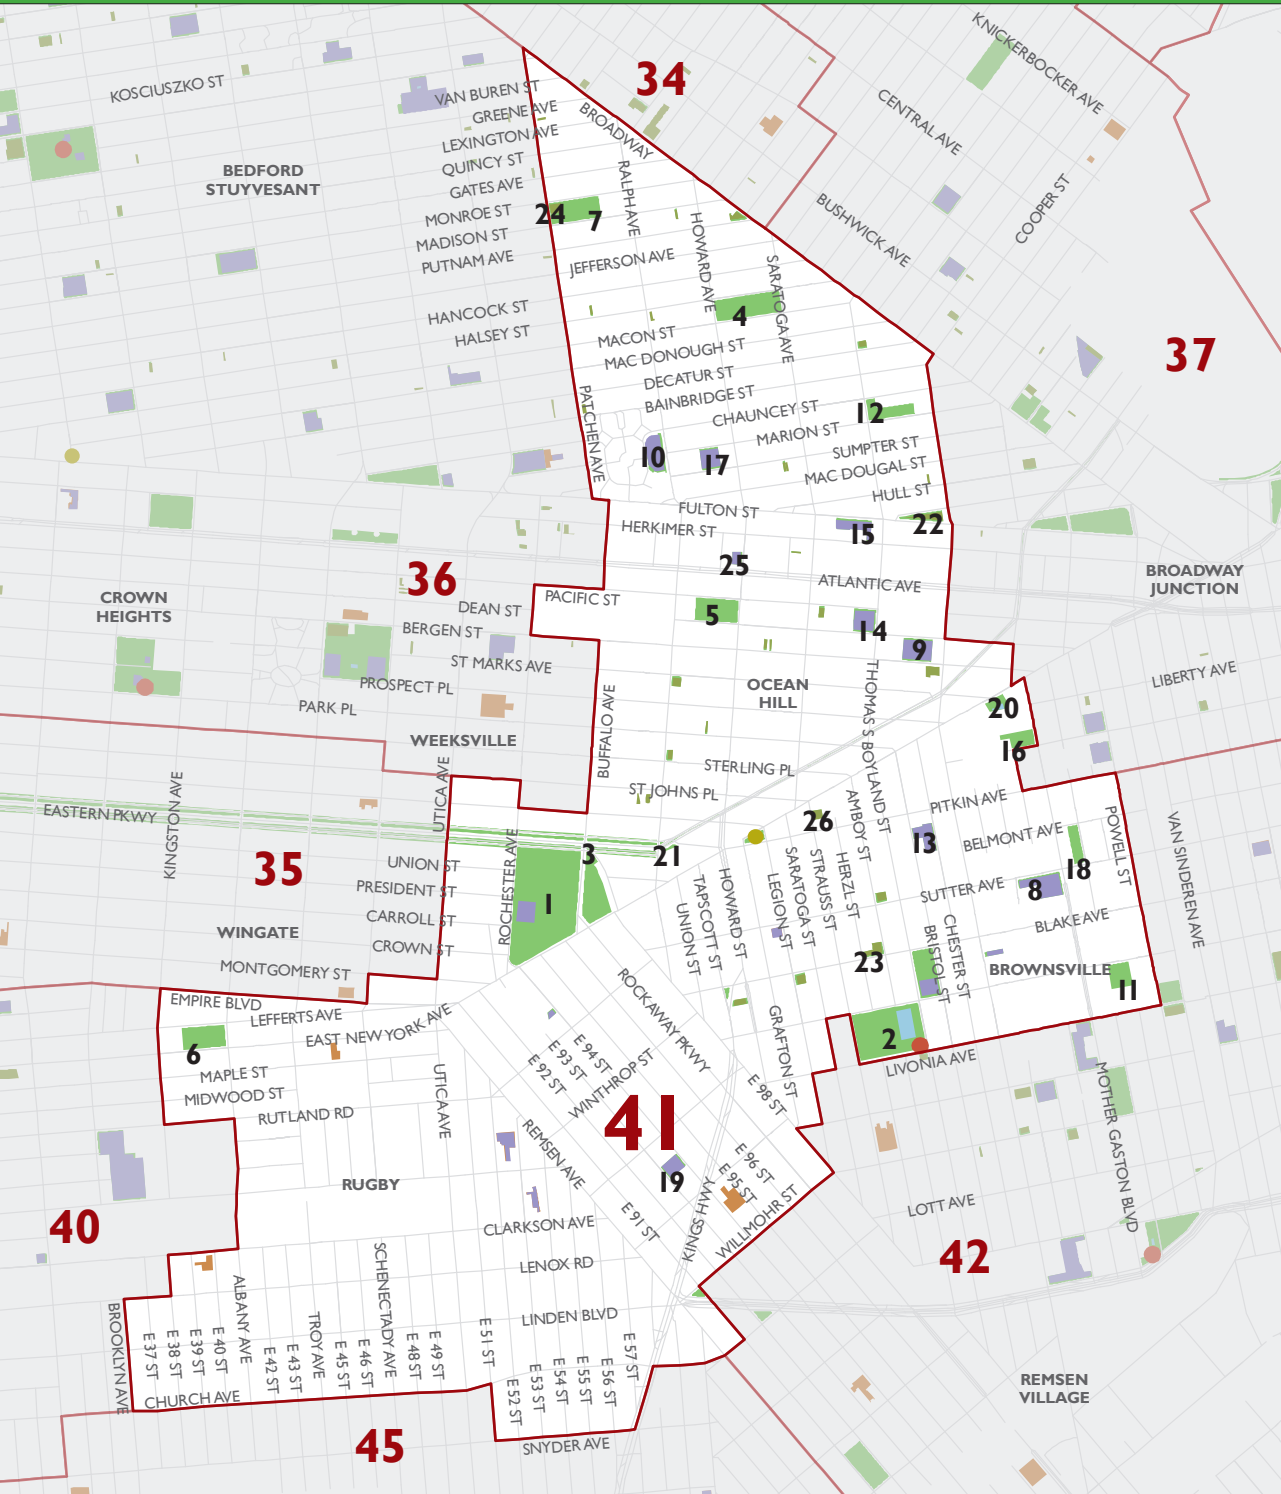 34
KNICKERBOCKER AVE
KOSCIUSZKO ST
VAN BUREN ST
GREENE AVE
BROADWAY
CENTRAL AVE
LEXINGTON AVE
QUINCY ST
BEDFORD
STUYVESANT
GATES AVE
RALPH AVE
MONROE ST
24
7
COOPER ST
BUSHWICK AVE
MADISON ST
PUTNAM AVE
JEFFERSON AVE
HOWARD AVE
SARATOGA AVE
HANCOCK ST
4
HALSEY ST
MACON ST
MAC DONOUGH ST
37
DECATUR ST
BAINBRIDGE ST
CHAUNCEY ST
12
PATCHEN AVE
MARION ST
SUMPTER ST
10
17
MAC DOUGAL ST
HULL ST
FULTON ST
HERKIMER ST
15
22
25
36
ATLANTIC AVE
BROADWAY
JUNCTION
CROWN
HEIGHTS
PACIFIC ST
DEAN ST
5
BERGEN ST
14
9
ST MARKS AVE
LIBERTY AVE
PROSPECT PL
OCEAN
HILL
PARK PL
20
BUFFALO AVE
THOMAS S BOYLAND ST
WEEKSVILLE
16
STERLING PL
UTICA AVE
ST JOHNS PL
KINGSTON AVE
EASTERN PKWY
PITKIN AVE
26
AMBOY ST
13
BELMONT AVE
POWELL ST
VAN SINDEREN AVE
35
UNION ST
ROCHESTER AVE
3
21
18
PRESIDENT ST
1
SUTTER AVE
8
CARROLL ST
TAPSCOTT ST
HOWARD ST
LEGION ST
SARATOGA ST
STRAUSS ST
HERZL ST
BLAKE AVE
WINGATE
CROWN ST
UNION ST
BRISTOL ST
CHESTER ST
MONTGOMERY ST
23
BROWNSVILLE
11
EMPIRE BLVD
LEFFERTS AVE
EAST NEW YORK AVE
ROCKAWAY PKWY
GRAFTON ST
6
2
LIVONIA AVE
MAPLE ST
MIDWOOD ST
E 94 ST
E 93 ST
E 92 ST
WINTHROP ST
E 98 ST
RUTLAND RD
UTICA AVE
41
MOTHER GASTON BLVD
REMSEN AVE
E 96 ST
E 95 ST
RUGBY
19
40
E 91 ST
KINGS HWY
WILLMOHR ST
LOTT AVE
CLARKSON AVE
42
LENOX RD
SCHENECTADY AVE
LINDEN BLVD
BROOKLYN AVE
E 37 ST
E 38 ST
E 39 ST
E 40 ST
ALBANY AVE
E 42 ST
E 43 ST
TROY AVE
E 45 ST
E 46 ST
E 48 ST
E 49 ST
E 51 ST
E 52 ST
E 53 ST
E 54 ST
E 55 ST
E 56 ST
E 57 ST
REMSEN
VILLAGE
CHURCH AVE
45
SNYDER AVE